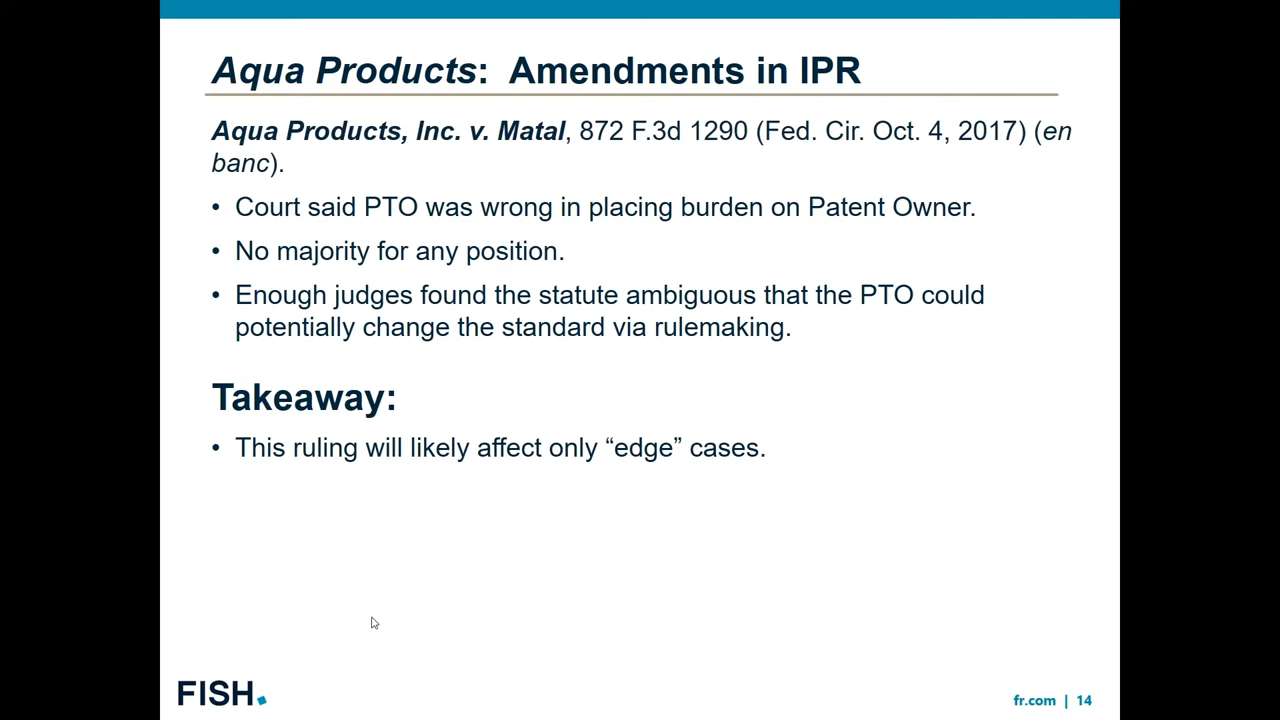 Aqua Products: Amendments in IPR
Aqua Products, Inc. v. Matal, 872 F.3d 1290 (Fed. Cir. Oct. 4, 2017) (en
banc).
• Court said PTO was wrong in placing burden on Patent Owner.
• No majority for any position.
• Enough judges found the statute ambiguous that the PTO could
potentially change the standard via rulemaking.
Takeaway:
• This ruling will likely affect only “edge” cases.
FISH.
fr.com | 14